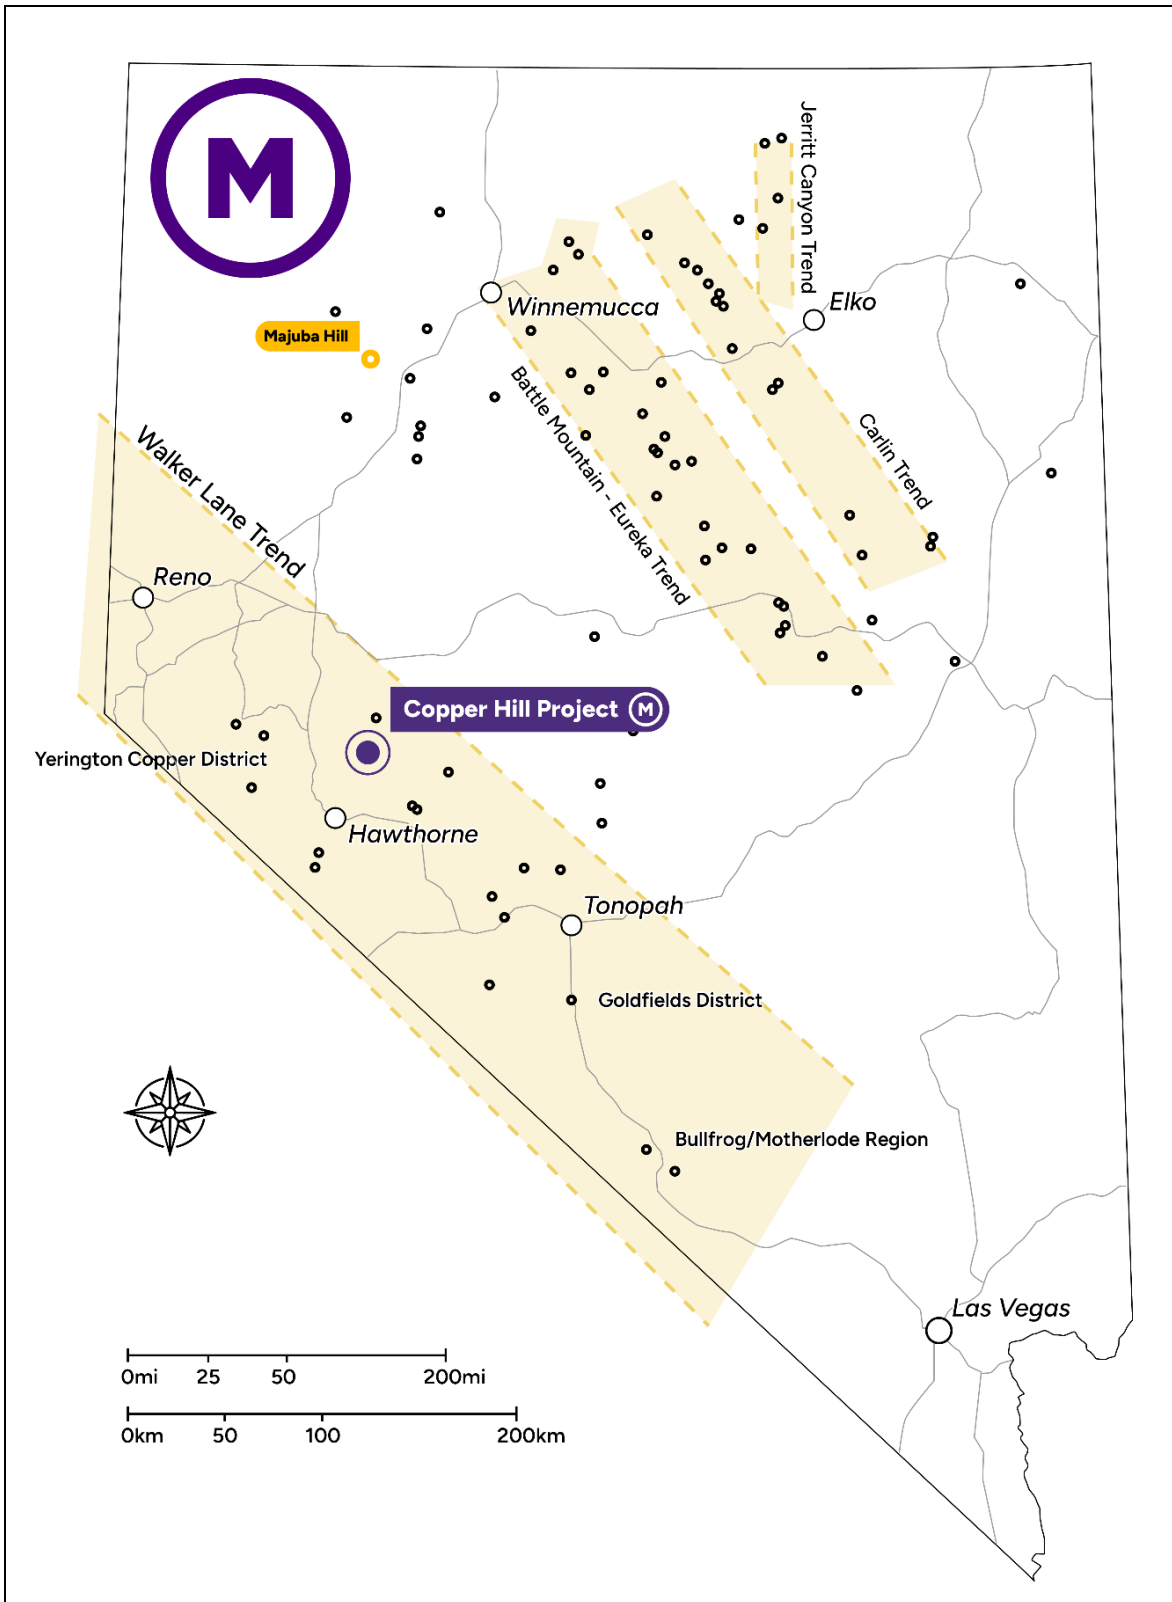 M
Jerritt Canyon Trend
Winnemucca
Elko
Majuba Hill
Battle Mountain - Eureka Trend
Carlin Trend
Walker Lane Trend
Reno
Copper Hill Project M
Yerington Copper District
Hawthorne
Tonopah
Goldfields District
Bullfrog/Motherlode Region
Las Vegas
0mi 25 50 200mi
0km 50 100 200km